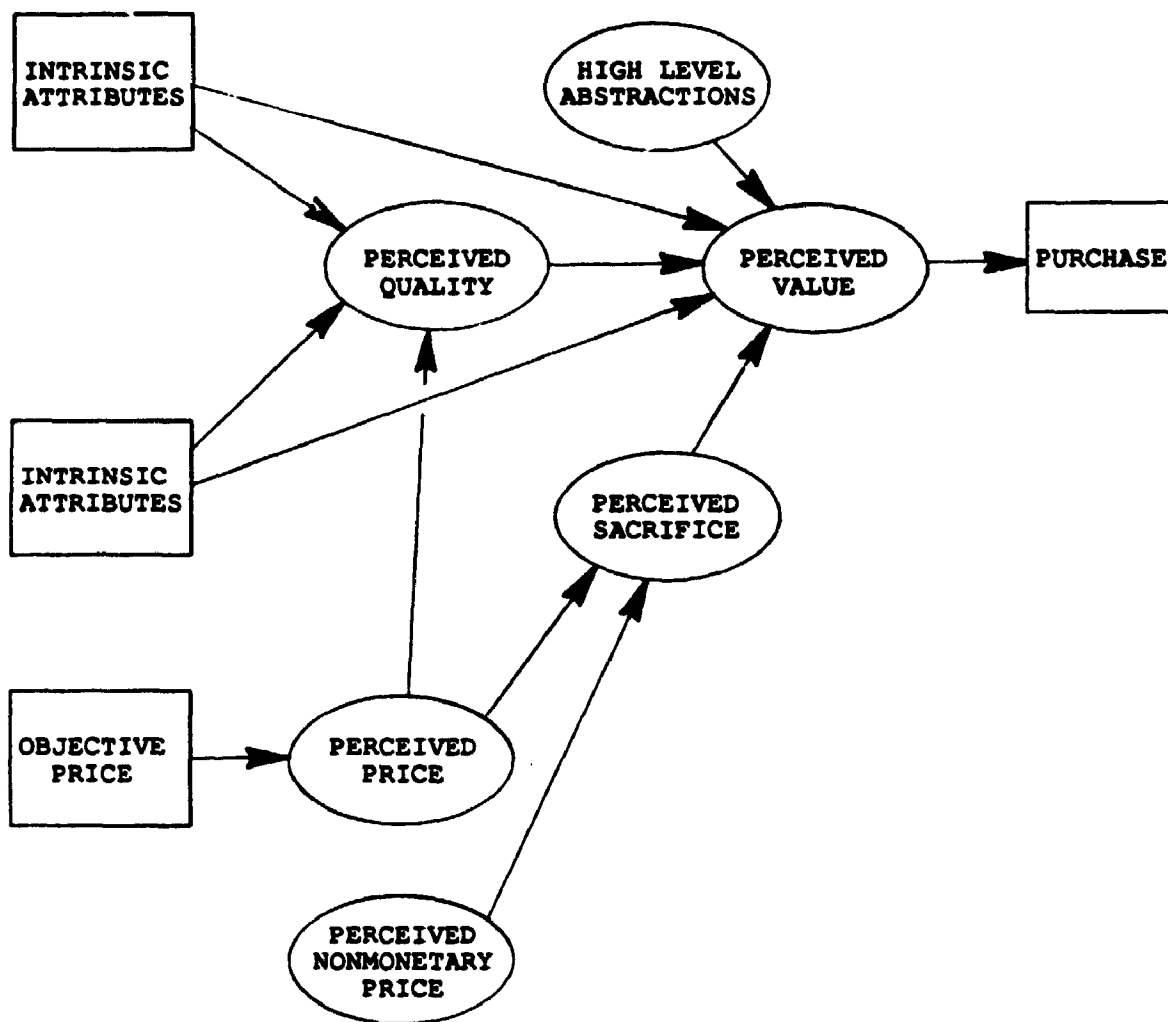 INTRINSIC
ATTRIBUTES
HIGH LEVEL
ABSTRACTIONS
PERCEIVED
QUALITY
PERCEIVED
VALUE
PURCHASE
INTRINSIC
ATTRIBUTES
PERCEIVED
SACRIFICE
OBJECTIVE
PRICE
PERCEIVED
PRICE
PERCEIVED
NONMONETARY
PRICE